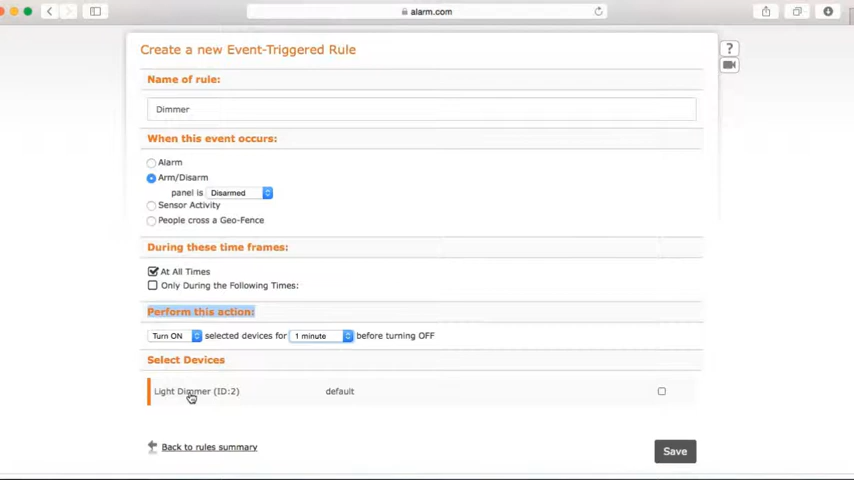 alarm.com
Create a new Event-Triggered Rule
?
Name of rule:
Dimmer
When this event occurs:
Alarm
Arm/Disarm
panel is Disarmed
Sensor Activity
People cross a Geo-Fence
During these time frames:
At All Times
Only During the Following Times:
Perform this action:
Turn ON selected devices for 1 minute before turning OFF
Select Devices
Light Dimmer (ID:2) default
Back to rules summary Save